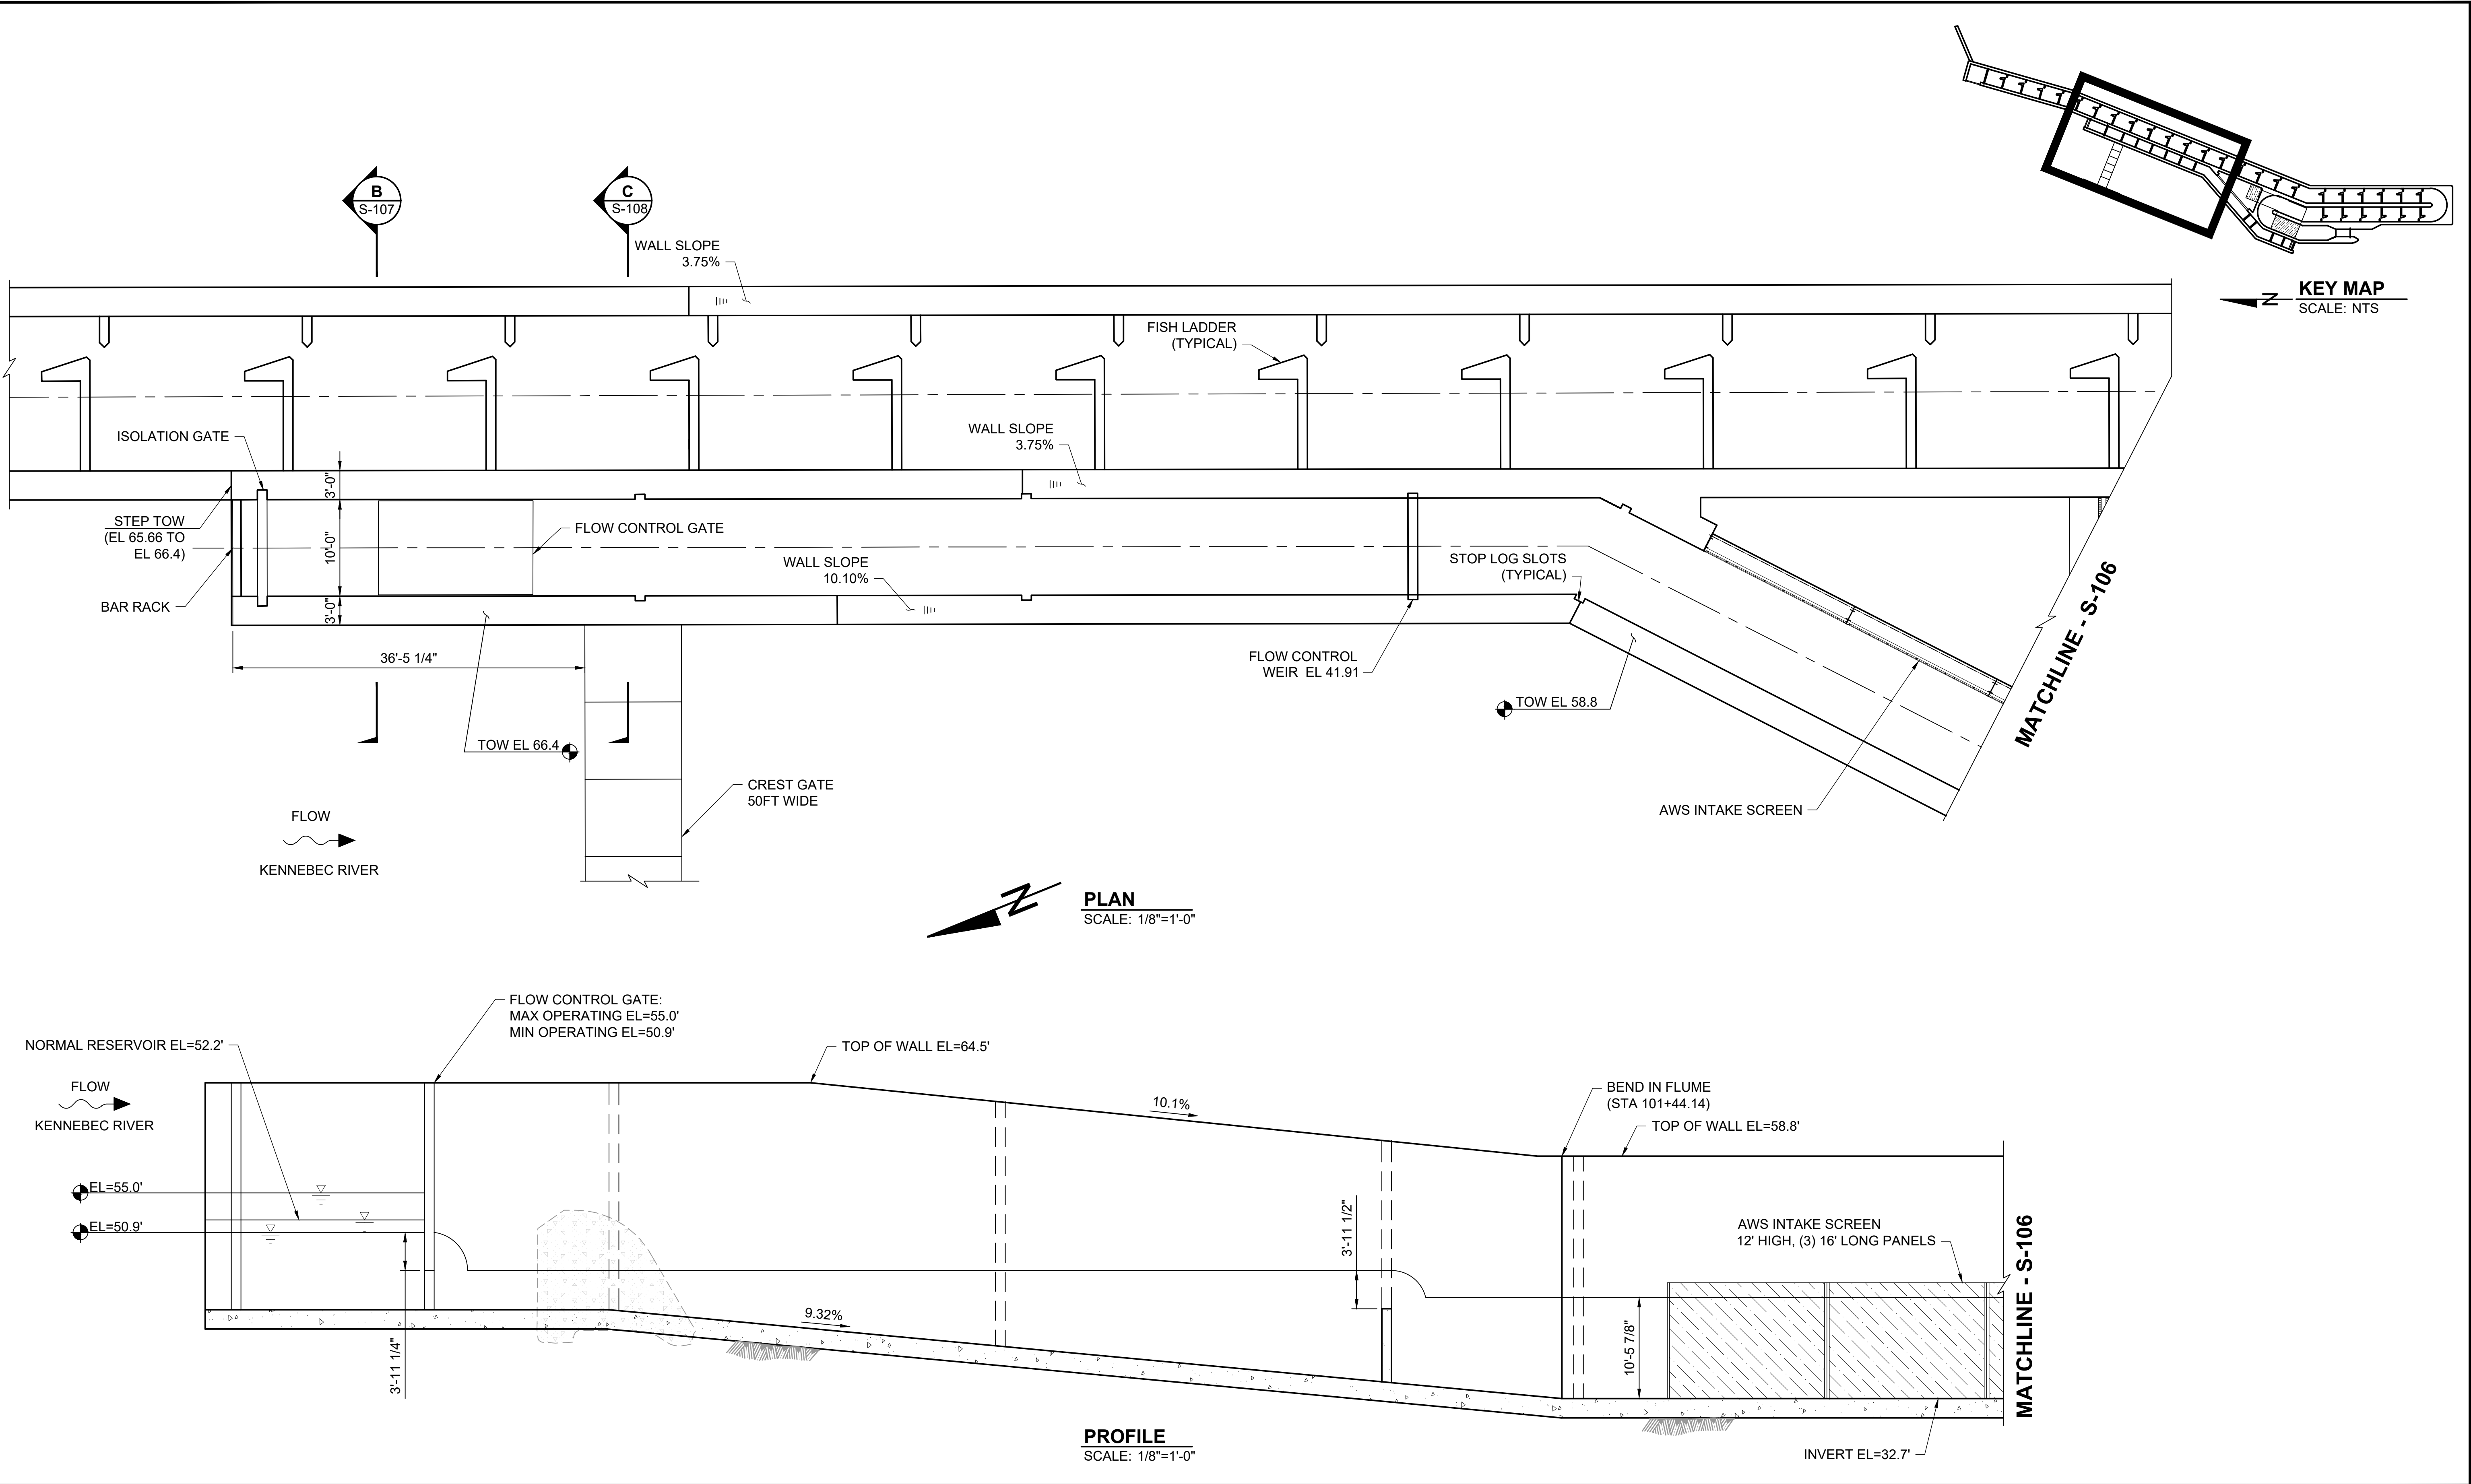 B
S-107
C
S-108
WALL SLOPE
3.75%
KEY MAP
SCALE: NTS
N
FISH LADDER
(TYPICAL)
ISOLATION GATE
WALL SLOPE
3.75%
3'-0"
10'-0"
3'-0"
STEP TOW
(EL 65.66 TO
EL 66.4)
BAR RACK
FLOW CONTROL GATE
WALL SLOPE
10.10%
STOP LOG SLOTS
(TYPICAL)
36'-5 1/4"
FLOW CONTROL
WEIR EL 41.91
TOW EL 58.8
TOW EL 66.4
MATCHLINE - S-106
CREST GATE
50FT WIDE
AWS INTAKE SCREEN
FLOW
KENNEBEC RIVER
N
PLAN
SCALE: 1/8"=1'-0"
FLOW CONTROL GATE:
MAX OPERATING EL=55.0'
MIN OPERATING EL=50.9'
NORMAL RESERVOIR EL=52.2'
TOP OF WALL EL=64.5'
FLOW
KENNEBEC RIVER
10.1%
BEND IN FLUME
(STA 101+44.14)
TOP OF WALL EL=58.8'
EL=55.0'
EL=50.9'
3'-11 1/2"
AWS INTAKE SCREEN
12' HIGH, (3) 16' LONG PANELS
9.32%
3'-11 1/4"
10'-5 7/8"
MATCHLINE - S-106
INVERT EL=32.7'
PROFILE
SCALE: 1/8"=1'-0"